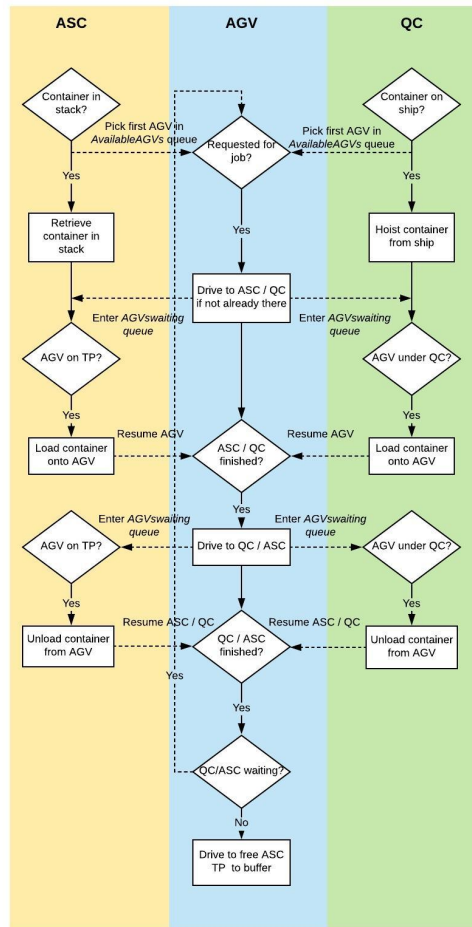 ASC
AGV
QC
Container in
stack?
Container on
ship?
Pick first AGV in
AvailableAGVs queue
Requested for
job?
Pick first AGV in
AvailableAGVs queue
Yes
Yes
Retrieve
container in
stack
Yes
Hoist container
from ship
Drive to ASC / QC
if not already there
Enter AGVswaiting
queue
Enter AGVswaiting
queue
AGV on TP?
AGV under QC?
Yes
Yes
Resume AGV
Resume AGV
Load container
onto AGV
ASC / QC
finished?
Load container
onto AGV
Yes
Enter AGVswaiting
queue
Enter AGVswaiting
queue
AGV on TP?
Drive to QC / ASC
AGV under QC?
Yes
Yes
Resume ASC / QC
Resume ASC / QC
Unload container
from AGV
QC / ASC
finished?
Unload container
from AGV
Yes
Yes
QC/ASC waiting?
No
Drive to free ASC
TP to buffer